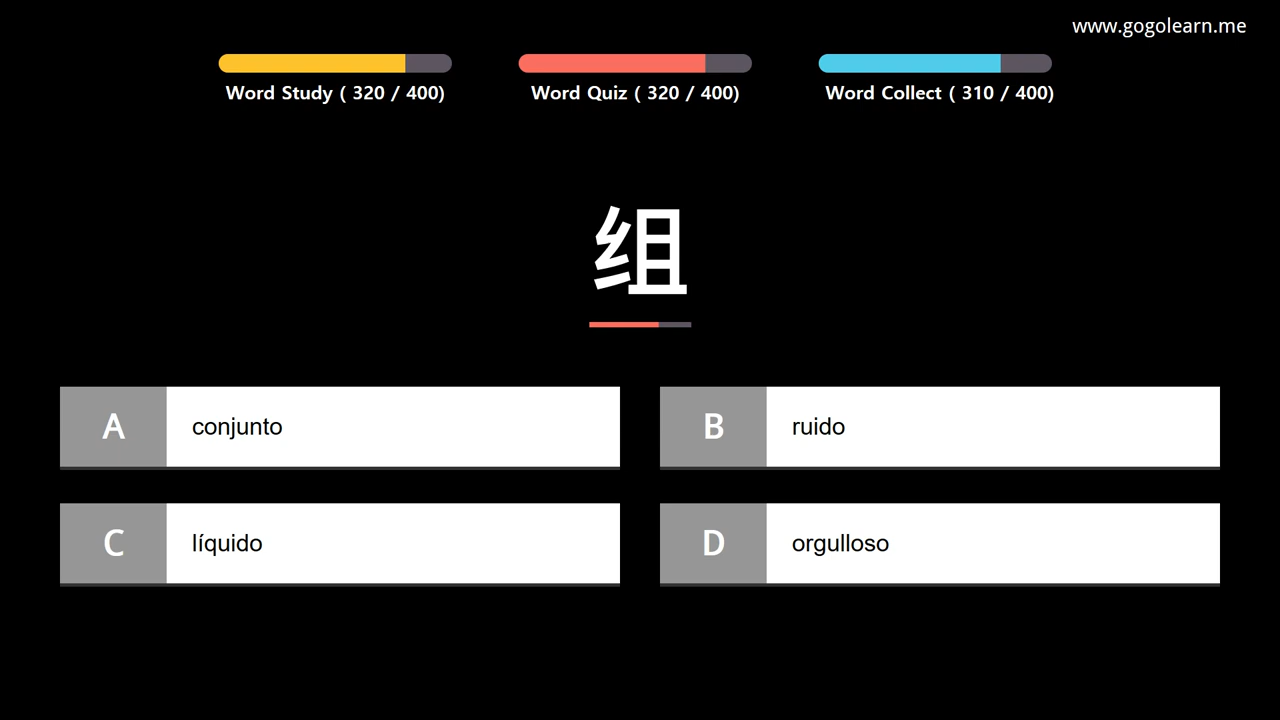 www.gogolearn.me
Word Study ( 320 / 400)
Word Quiz ( 320 / 400)
Word Collect ( 310 / 400)
组
A conjunto
B ruido
C líquido
D orgulloso